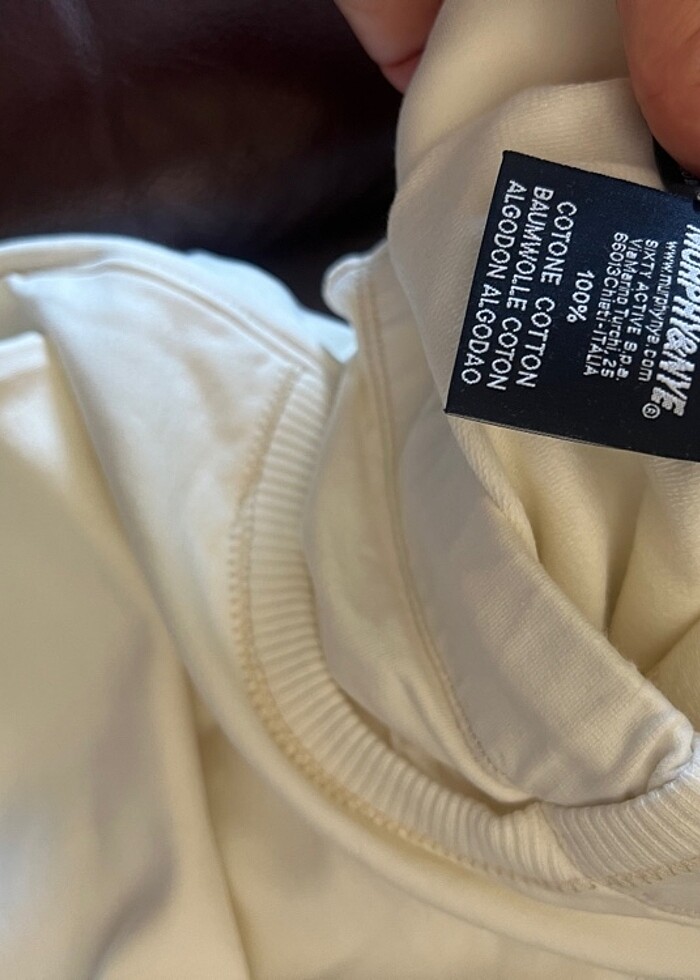 MURPHY&NYE®
www.murphynye.com
SIXTY ACTIVE S.p.a.
Via Mario Turchi, 25
66013 Chieti-ITALIA
100%
COTONE COTTON
BAUMWOLLE COTON
ALGODON ALGODAO